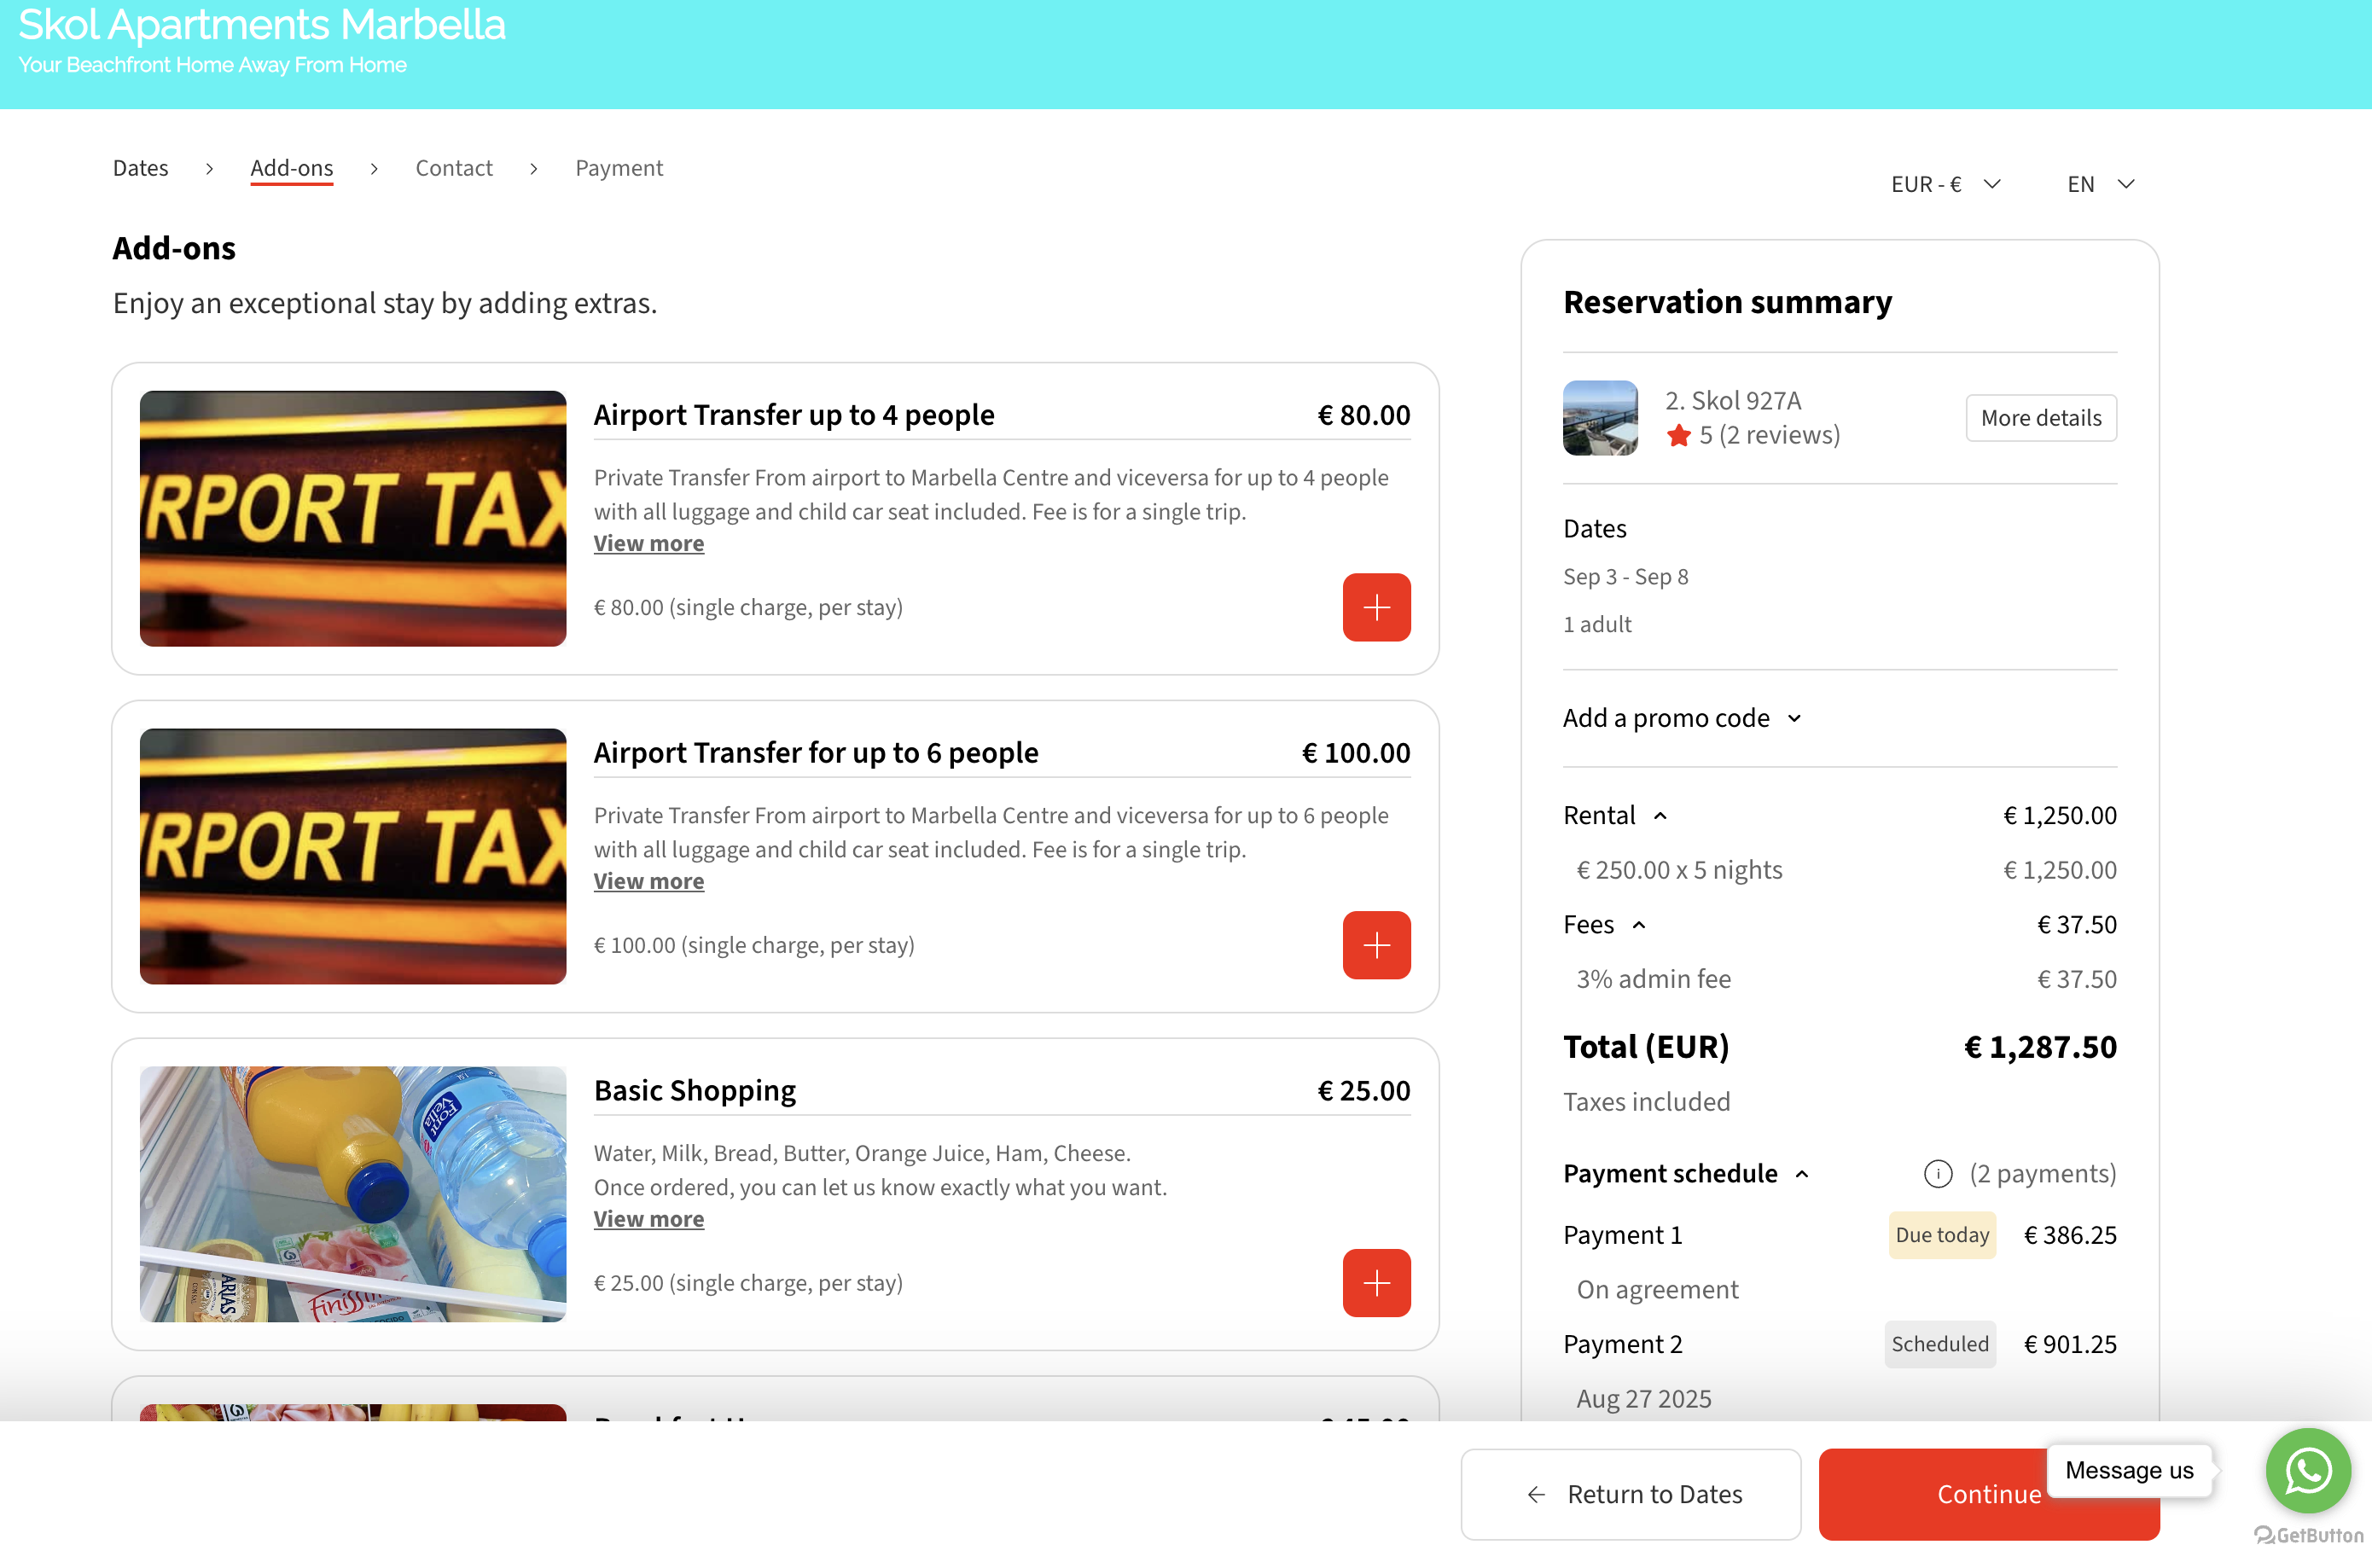 Skol Apartments Marbella
Your Beachfront Home Away From Home
Dates > Add-ons > Contact > Payment
EUR - €
EN
Add-ons
Enjoy an exceptional stay by adding extras.
IRPORT TAX
Airport Transfer up to 4 people
€ 80.00
Private Transfer From airport to Marbella Centre and viceversa for up to 4 people
with all luggage and child car seat included. Fee is for a single trip.
View more
€ 80.00 (single charge, per stay)
IRPORT TAX
Airport Transfer for up to 6 people
€ 100.00
Private Transfer From airport to Marbella Centre and viceversa for up to 6 people
with all luggage and child car seat included. Fee is for a single trip.
View more
€ 100.00 (single charge, per stay)
Font
Vella
ARIAS
Finíss
Basic Shopping
€ 25.00
Water, Milk, Bread, Butter, Orange Juice, Ham, Cheese.
Once ordered, you can let us know exactly what you want.
View more
€ 25.00 (single charge, per stay)
Reservation summary
2. Skol 927A
5 (2 reviews)
More details
Dates
Sep 3 - Sep 8
1 adult
Add a promo code
Rental
€ 1,250.00
€ 250.00 x 5 nights
€ 1,250.00
Fees
€ 37.50
3% admin fee
€ 37.50
Total (EUR)
€ 1,287.50
Taxes included
Payment schedule
(2 payments)
Payment 1
Due today
€ 386.25
On agreement
Payment 2
Scheduled
€ 901.25
Aug 27 2025
Return to Dates
Continue
Message us
GetButton